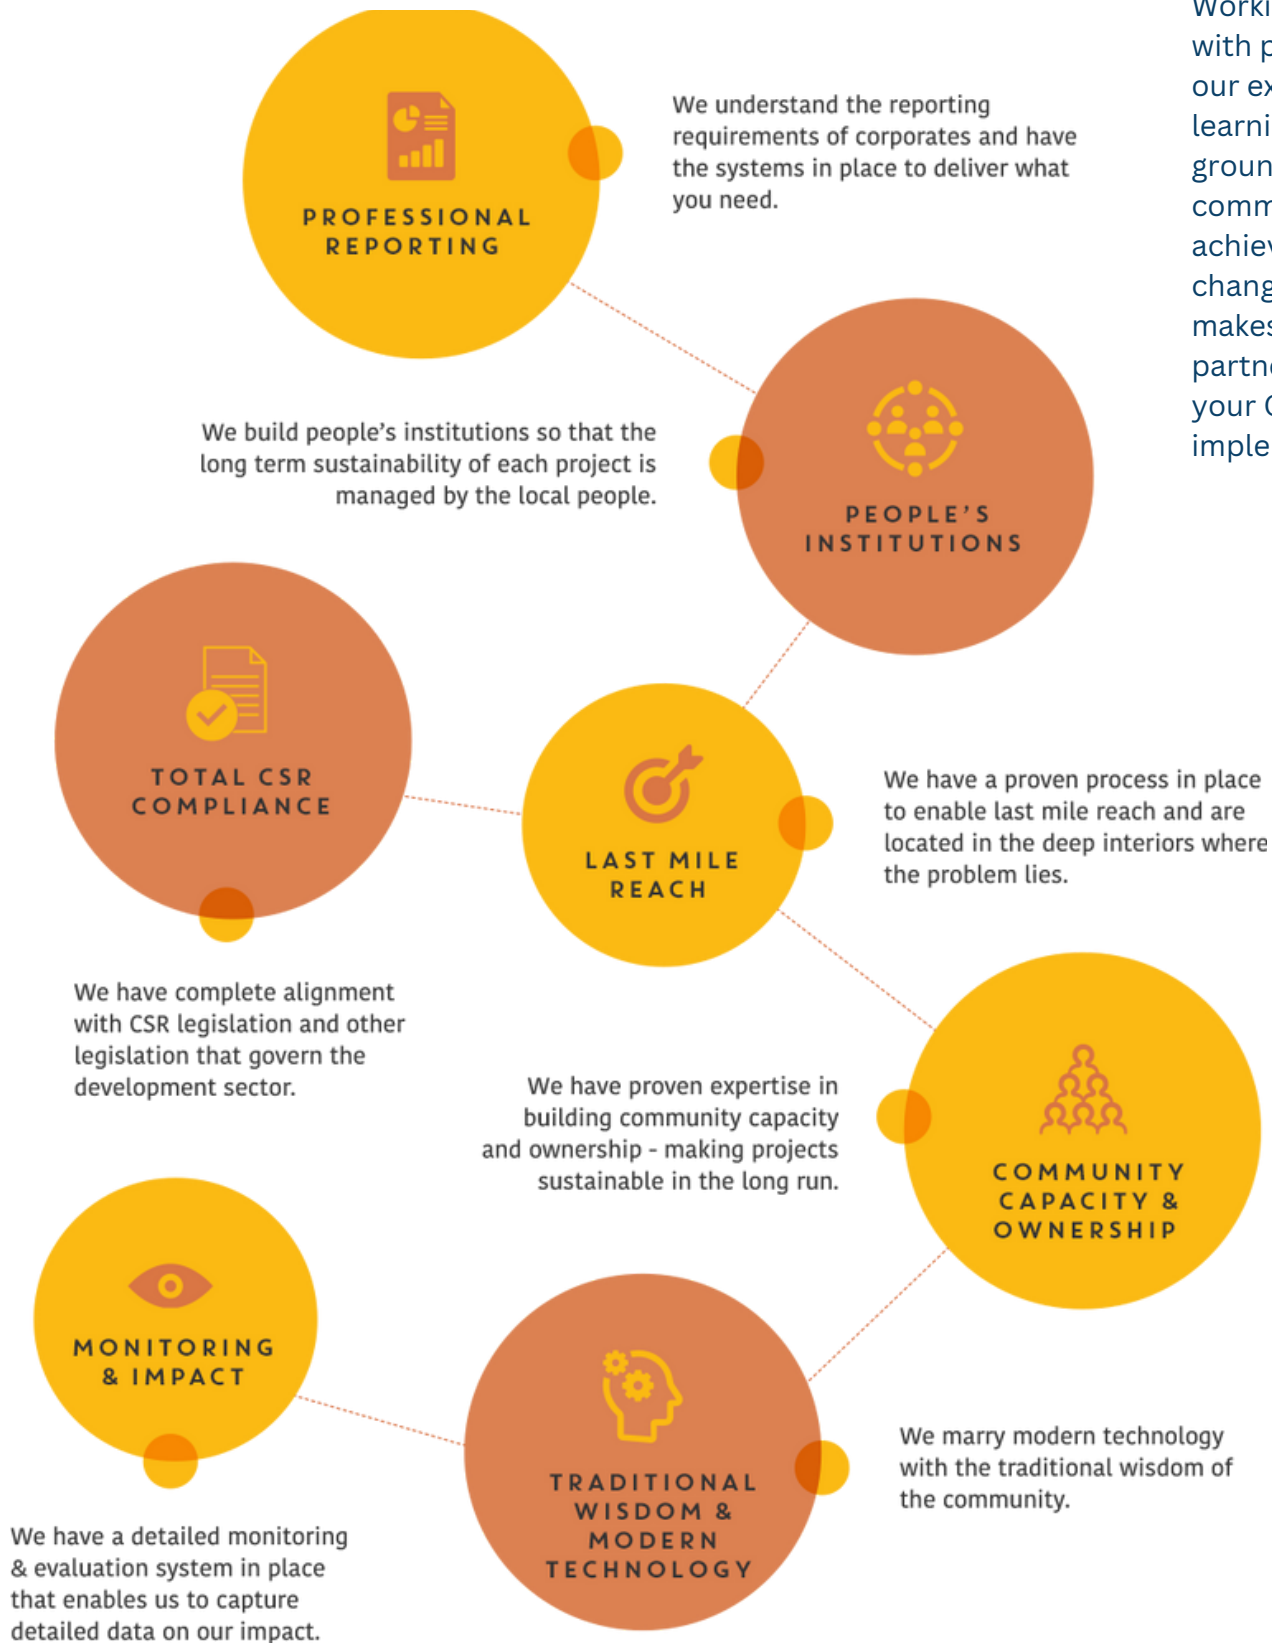 PROFESSIONAL
REPORTING
We understand the reporting
requirements of corporates and have
the systems in place to deliver what
you need.
with
our
your
PEOPLE'S
INSTITUTIONS
We build people's institutions so that the
long term sustainability of each project is
managed by the local people.
TOTAL CSR
COMPLIANCE
We have complete alignment
with CSR legislation and other
legislation that govern the
development sector.
LAST MILE
REACH
We have a proven process in place
to enable last mile reach and are
located in the deep interiors where
the problem lies.
COMMUNITY
CAPACITY &
OWNERSHIP
We have proven expertise in
building community capacity
and ownership - making projects
sustainable in the long run.
MONITORING
& IMPACT
We have a detailed monitoring
& evaluation system in place
that enables us to capture
detailed data on our impact.
TRADITIONAL
WISDOM &
MODERN
TECHNOLOGY
We marry modern technology
with the traditional wisdom of
the community.